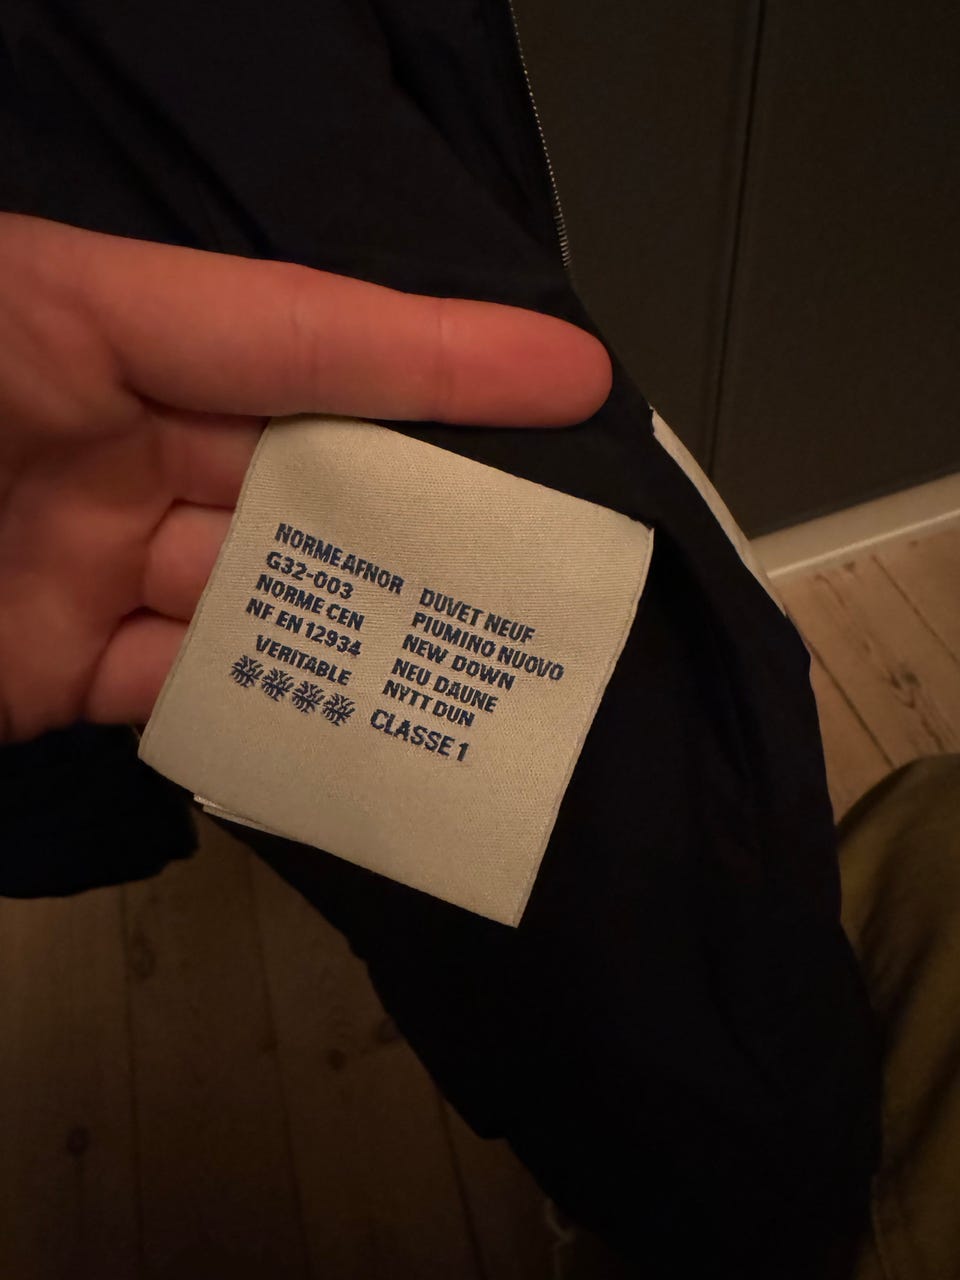 NORME AFNOR
G32-003
NORME CEN
NF EN 12934
VERITABLE
DUVET NEUF
PIUMINO NUOVO
NEW DOWN
NEU DAUNE
NYTT DUN
CLASSE 1